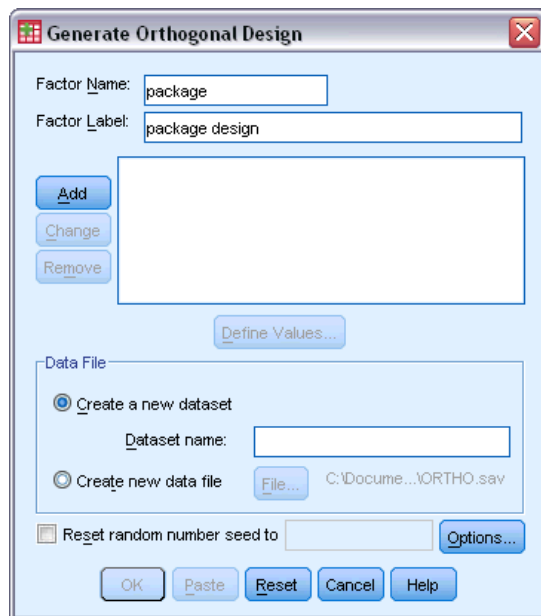 Generate Orthogonal Design
Factor Name: package
Factor Label: package design
Add
Change
Remove
Define Values...
Data File
Create a new dataset
Dataset name:
Create new data file File... C:\Docume...\ORTHO.sav
Reset random number seed to Options...
OK Paste Reset Cancel Help